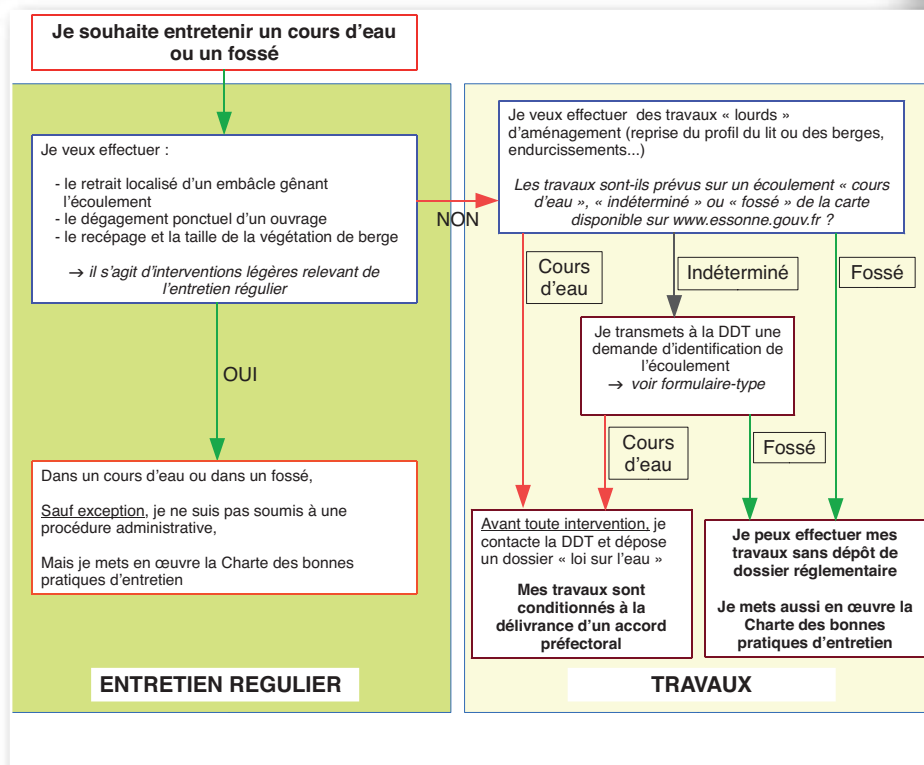 Je souhaite entretenir un cours d'eau
ou un fossé
Je veux effectuer :
- le retrait localisé d'un embâcle gênant
l'écoulement
- le dégagement ponctuel d'un ouvrage
- le recépage et la taille de la végétation de berge
→ il s'agit d'interventions légères relevant de
l'entretien régulier
NON
OUI
Dans un cours d'eau ou dans un fossé,
Sauf exception, je ne suis pas soumis à une
procédure administrative,
Mais je mets en œuvre la Charte des bonnes
pratiques d'entretien
ENTRETIEN REGULIER
Je veux effectuer des travaux « lourds »
d'aménagement (reprise du profil du lit ou des berges,
endurcissements...)
Les travaux sont-ils prévus sur un écoulement « cours
d'eau », « indéterminé » ou « fossé » de la carte
disponible sur www.essonne.gouv.fr ?
Cours
d'eau
Indéterminé
Fossé
Je transmets à la DDT une
demande d'identification de
l'écoulement
→ voir formulaire-type
Cours
d'eau
Fossé
Avant toute intervention, je
contacte la DDT et dépose
un dossier « loi sur l'eau »
Mes travaux sont
conditionnés à la
délivrance d'un accord
préfectoral
Je peux effectuer mes
travaux sans dépôt de
dossier réglementaire
Je mets aussi en œuvre la
Charte des bonnes
pratiques d'entretien
TRAVAUX